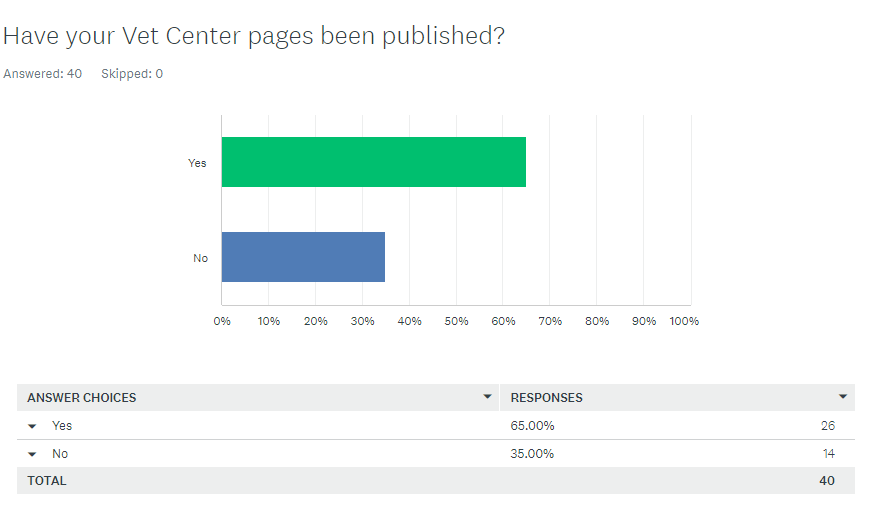 Have your Vet Center pages been published?
Answered: 40 Skipped: 0
Yes
No
0% 10% 20% 30% 40% 50% 60% 70% 80% 90% 100%
ANSWER CHOICES RESPONSES
Yes 65.00% 26
No 35.00% 14
TOTAL 40